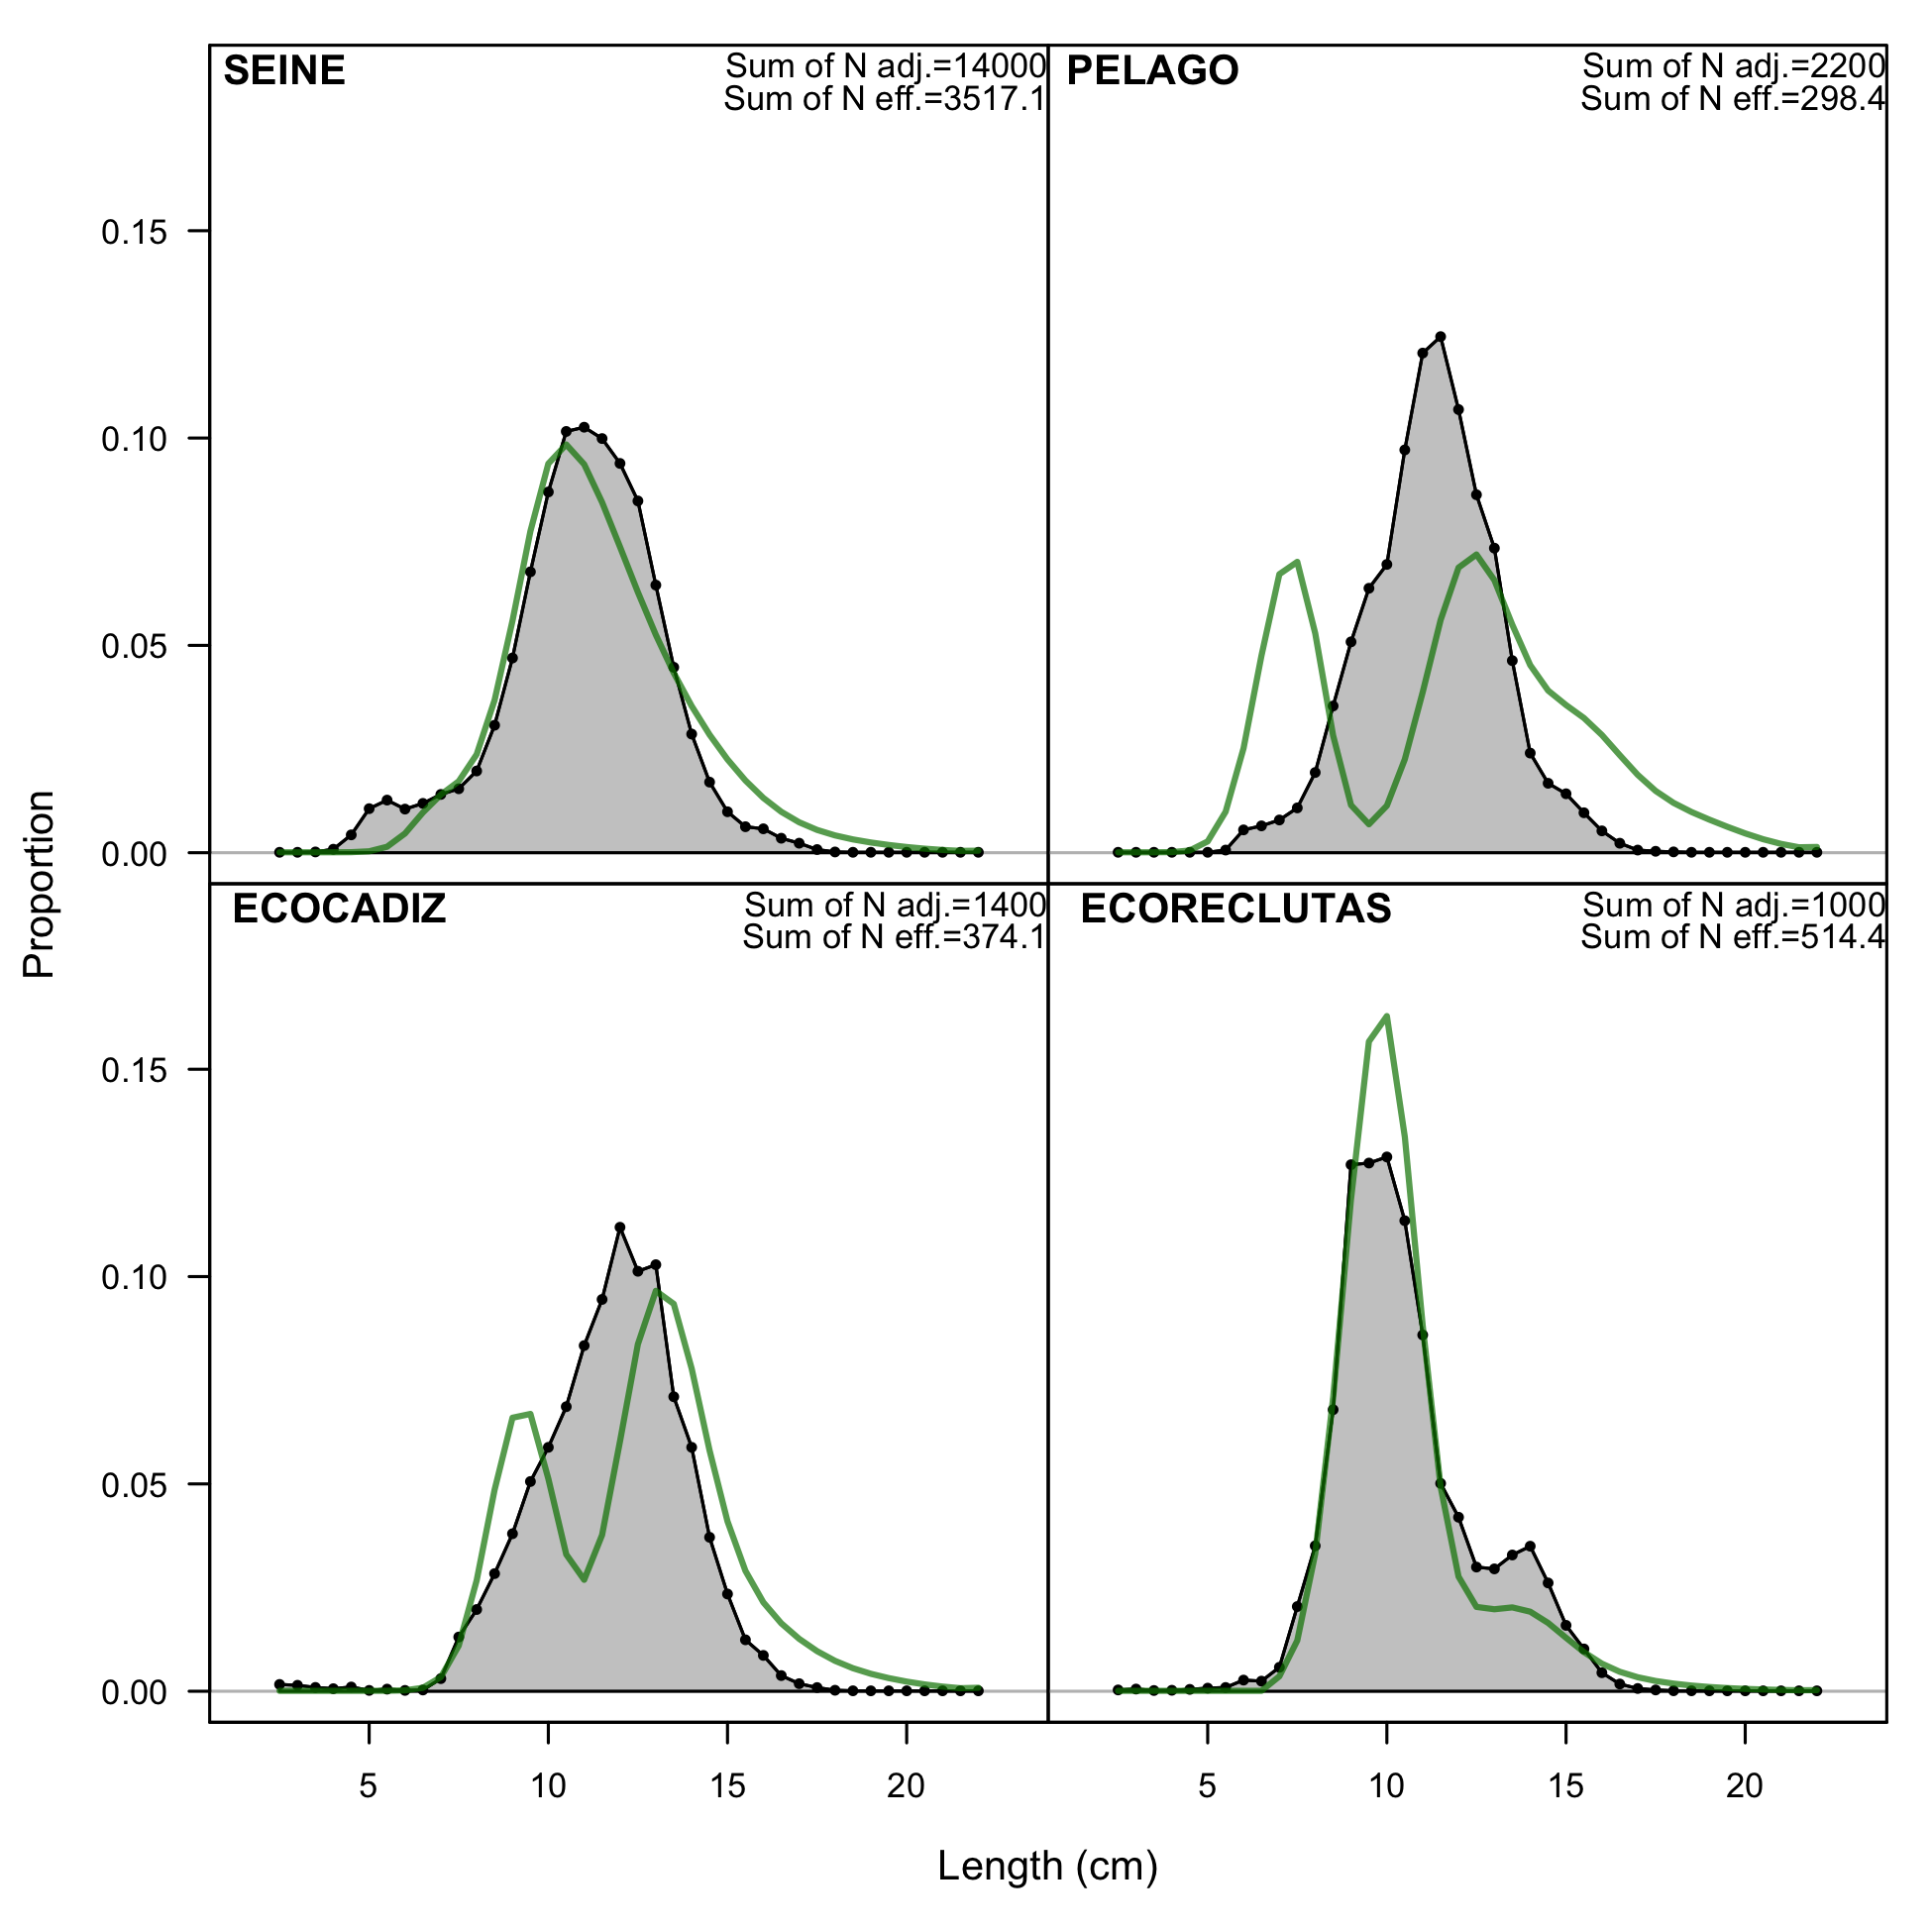 SEINE
Sum of N adj.=14000
Sum of N eff.=3517.1
PELAGO
Sum of N adj.=2200
Sum of N eff.=298.4
0.15
0.10
0.05
0.00
ECOCADIZ
Sum of N adj.=1400
Sum of N eff.=374.1
ECORECLUTAS
Sum of N adj.=1000
Sum of N eff.=514.4
0.15
0.10
0.05
0.00
Proportion
5 10 15 20
5 10 15 20
Length (cm)